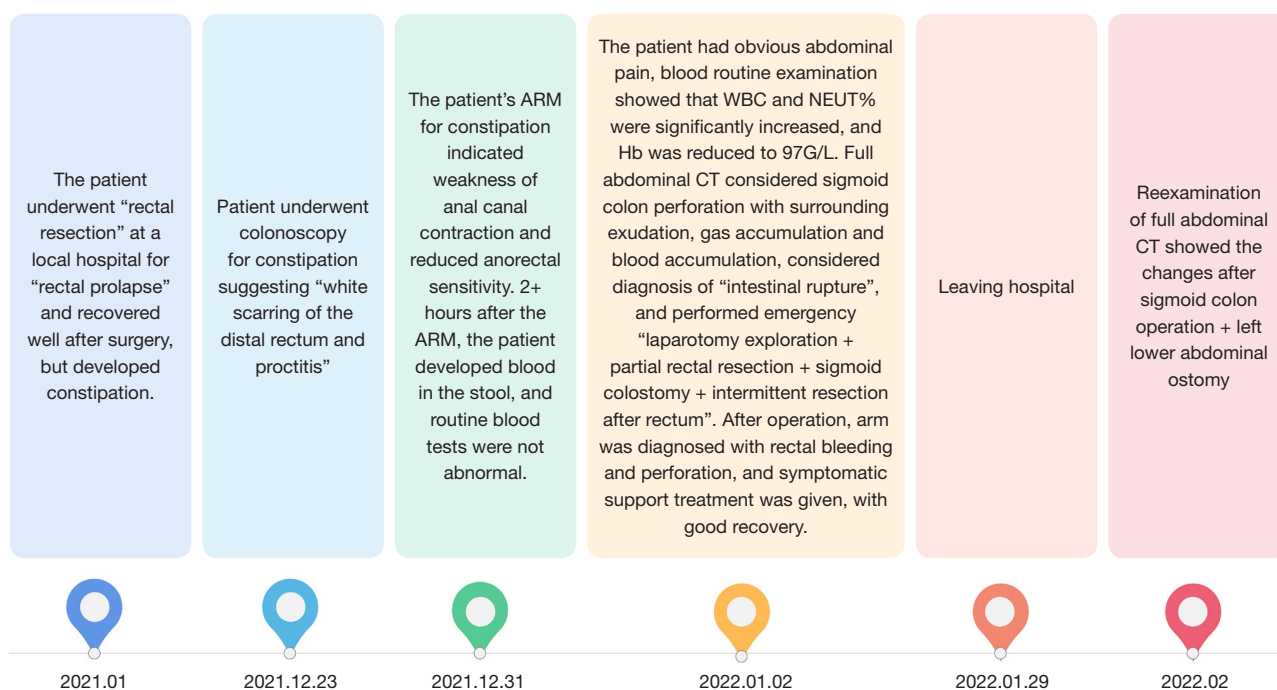 The patient
underwent “rectal
resection” at a
local hospital for
“rectal prolapse”
and recovered
well after surgery,
but developed
constipation.
Patient underwent
colonoscopy
for constipation
suggesting “white
scarring of the
distal rectum and
proctitis”
The patient’s ARM
for constipation
indicated
weakness of
anal canal
contraction and
reduced anorectal
sensitivity. 2+
hours after the
ARM, the patient
developed blood
in the stool, and
routine blood
tests were not
abnormal.
The patient had obvious abdominal
pain, blood routine examination
showed that WBC and NEUT%
were significantly increased, and
Hb was reduced to 97G/L. Full
abdominal CT considered sigmoid
colon perforation with surrounding
exudation, gas accumulation and
blood accumulation, considered
diagnosis of “intestinal rupture”,
and performed emergency
“laparotomy exploration +
partial rectal resection + sigmoid
colostomy + intermittent resection
after rectum”. After operation, arm
was diagnosed with rectal bleeding
and perforation, and symptomatic
support treatment was given, with
good recovery.
Leaving hospital
Reexamination
of full abdominal
CT showed the
changes after
sigmoid colon
operation + left
lower abdominal
ostomy
2021.01
2021.12.23
2021.12.31
2022.01.02
2022.01.29
2022.02